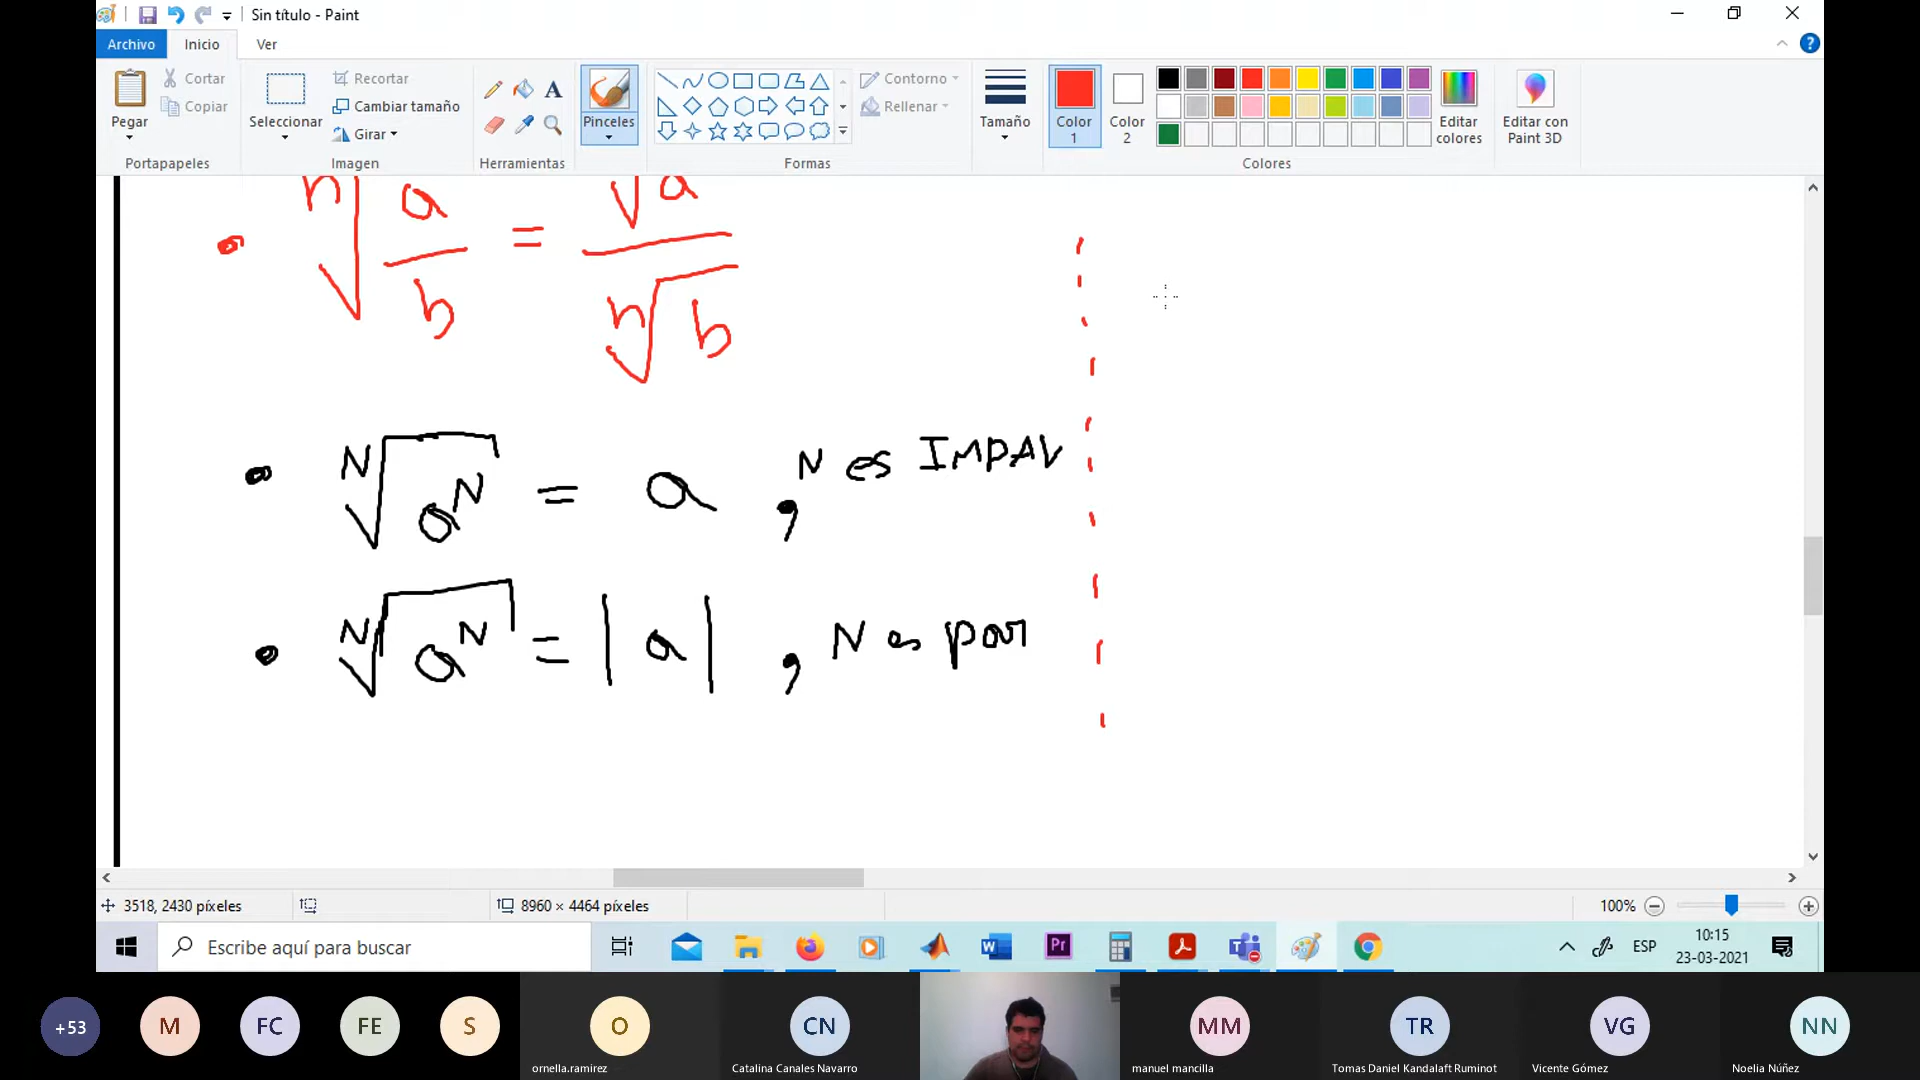 Sin título - Paint
Archivo Inicio Ver
Pegar
Cortar
Copiar
Portapapeles
Seleccionar
Recortar
Cambiar tamaño
Girar
Imagen
A
Herramientas
Pinceles
Formas
Contorno
Rellenar
Tamaño
Color 1
Color 2
Colores
Editar colores
Editar con Paint 3D
• ⁿ√(a/b) = √a / ⁿ√b
• ᴺ√(aᴺ) = a , N es IMPAR
• ᴺ√(aᴺ) = |a| , N es par
3518, 2430 píxeles
8960 × 4464 píxeles
100%
Escribe aquí para buscar
Pr
ESP
10:15
23-03-2021
+53
M
FC
FE
S
O
ornella.ramirez
CN
Catalina Canales Navarro
MM
manuel mancilla
TR
Tomas Daniel Kandalaft Ruminot
VG
Vicente Gómez
NN
Noelia Núñez